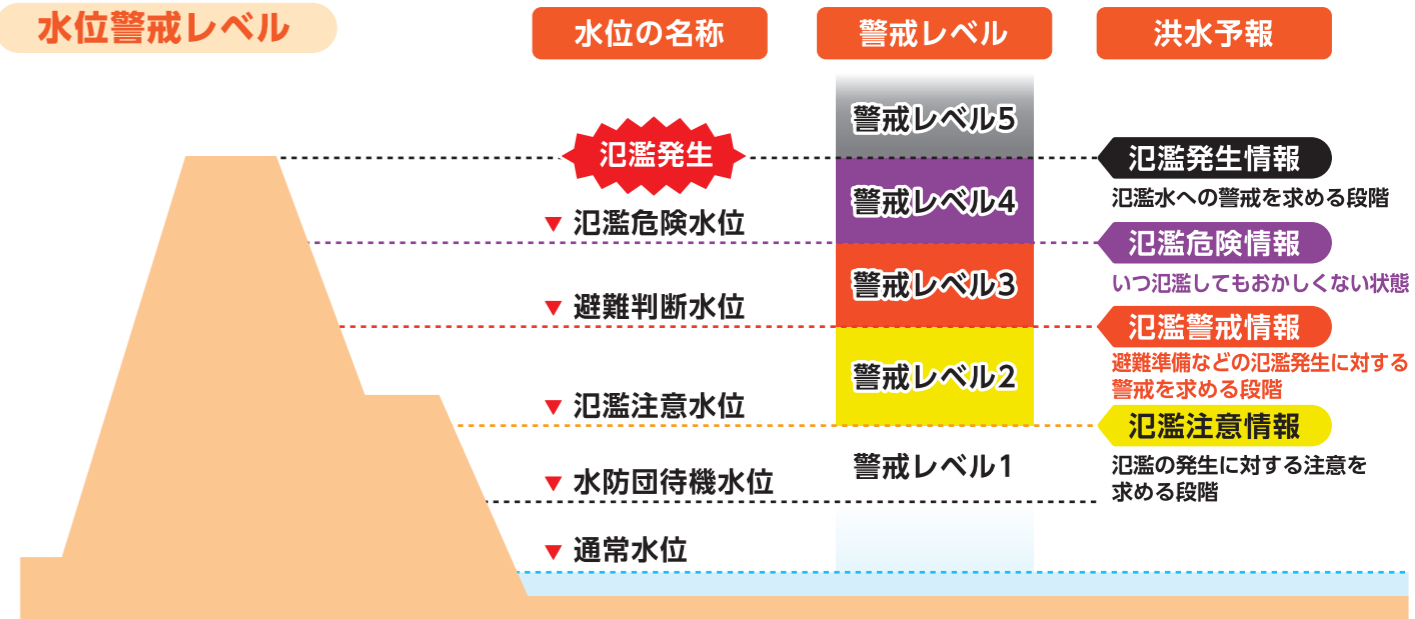 水位警戒レベル
水位の名称
警戒レベル
洪水予報
警戒レベル5
氾濫発生
氾濫発生情報
氾濫水への警戒を求める段階
警戒レベル4
▼ 氾濫危険水位
氾濫危険情報
いつ氾濫してもおかしくない状態
警戒レベル3
▼ 避難判断水位
氾濫警戒情報
避難準備などの氾濫発生に対する
警戒を求める段階
警戒レベル2
▼ 氾濫注意水位
氾濫注意情報
氾濫の発生に対する注意を
求める段階
警戒レベル1
▼ 水防団待機水位
▼ 通常水位